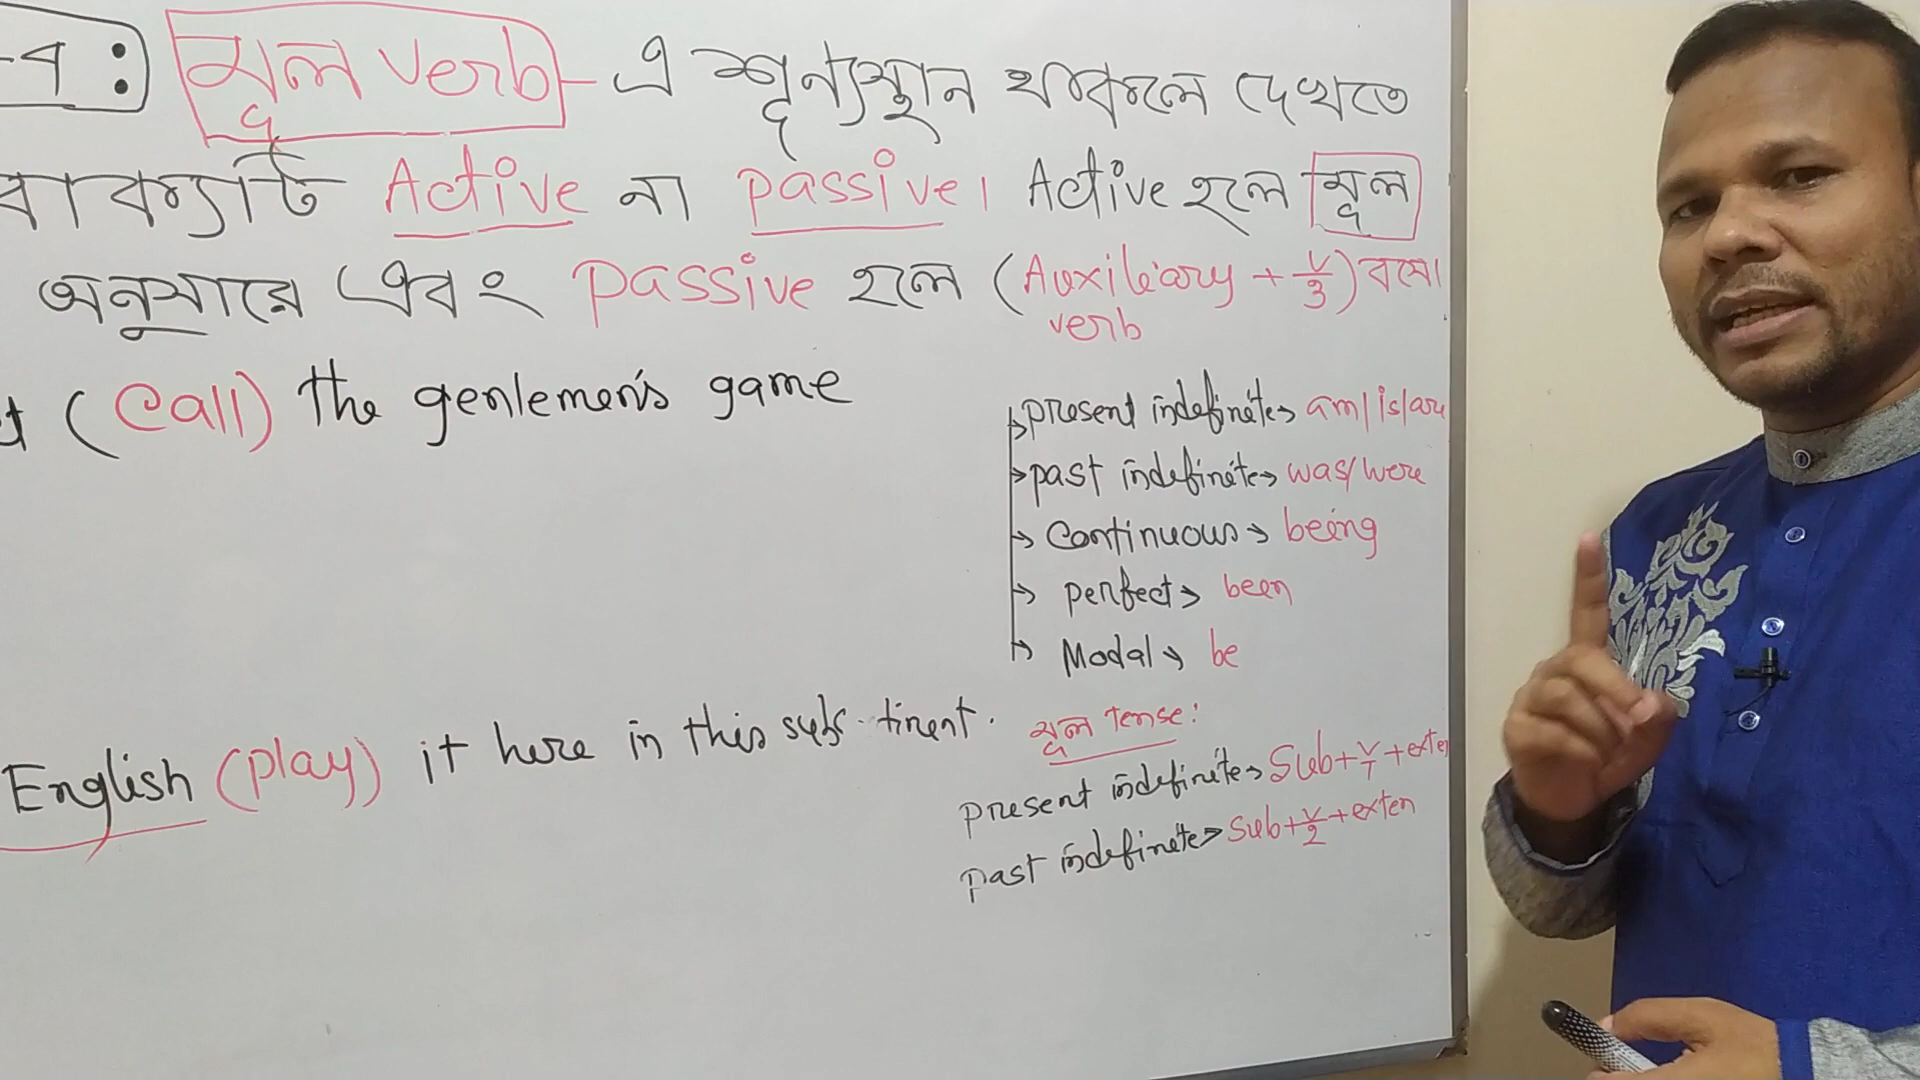 -৭: মূল verb-এ শূন্যস্থান থাকলে দেখতে
বাক্যটি Active না passive। Active হলে মূল
অনুসারে এবং passive হলে (Auxiliary + V/3) বসে।
verb
(Call) the genlemen's game
present indefinite→ am/is/are
past indefinite→ was/were
Continuous→ being
perfect→ been
Modal→ be
English (play) it here in this tinent.
মূল Tense:
present indefinite→ Sub+V/1+exten
past indefinite→ Sub+V/2+exten